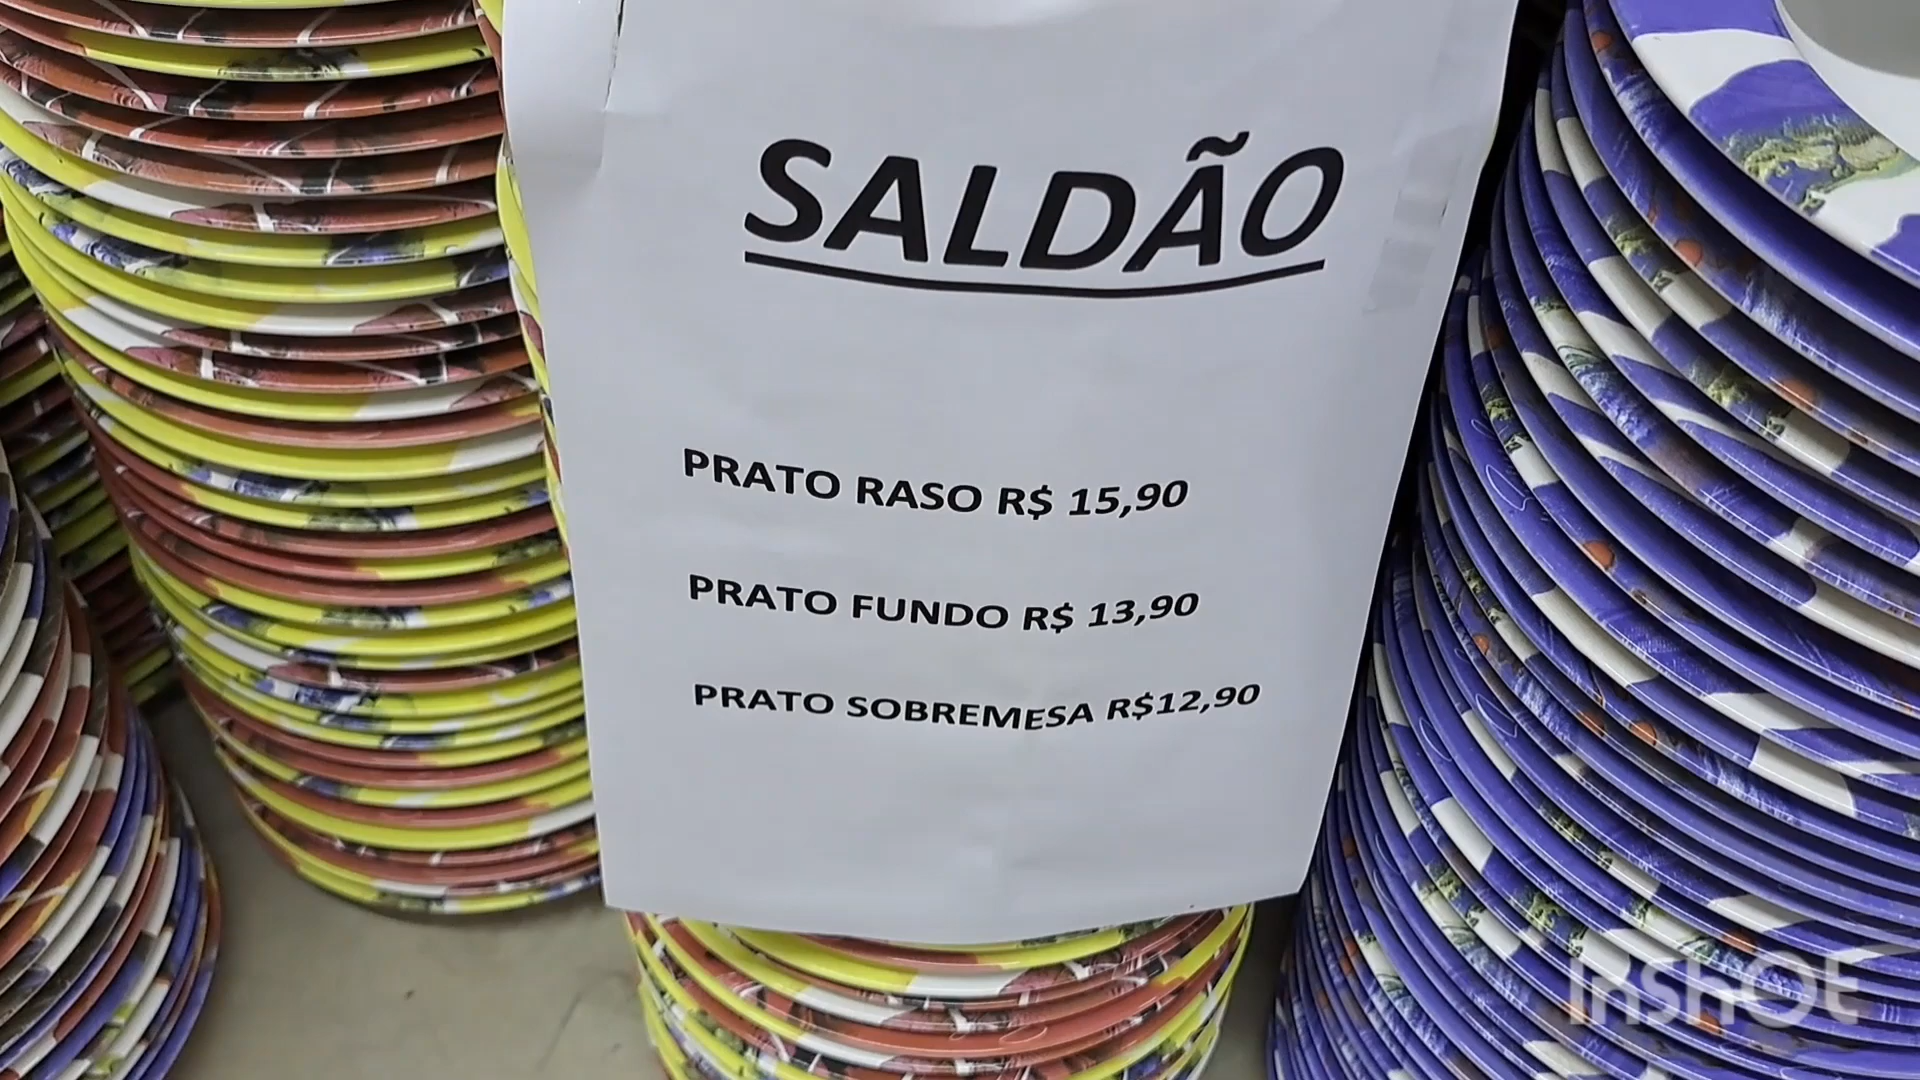 SALDÃO
PRATO RASO R$ 15,90
PRATO FUNDO R$ 13,90
PRATO SOBREMESA R$12,90
InShOt